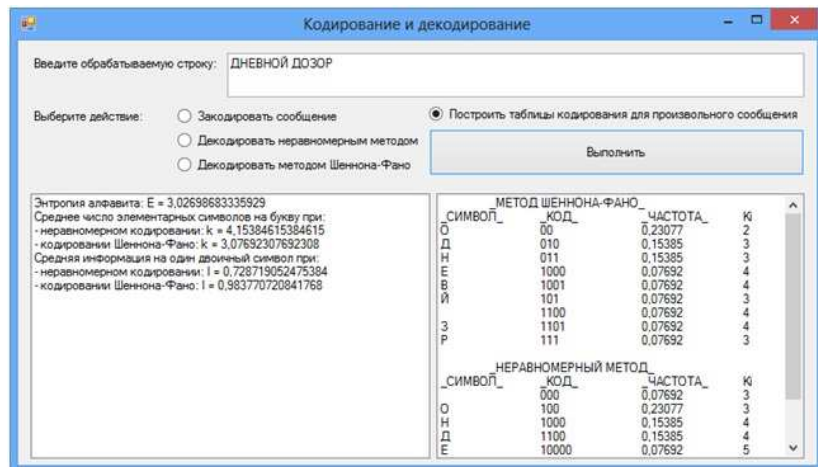 Кодирование и декодирование
Введите обрабатываемую строку: ДНЕВНОЙ ДОЗОР
Выберите действие:
Закодировать сообщение
Декодировать неравномерным методом
Декодировать методом Шеннона-Фано
Построить таблицы кодирования для произвольного сообщения
Выполнить
Энтропия алфавита: E = 3,02698683335929
Среднее число элементарных символов на букву при:
- неравномерном кодировании: k = 4,15384615384615
- кодировании Шеннона-Фано: k = 3,07692307692308
Средняя информация на один двоичный символ при:
- неравномерном кодировании: I = 0,728719052475384
- кодировании Шеннона-Фано: I = 0,983770720841768
_МЕТОД ШЕННОНА-ФАНО_
_СИМВОЛ_ _КОД_ _ЧАСТОТА_ Ki
О 00 0,23077 2
Д 010 0,15385 3
Н 011 0,15385 3
Е 1000 0,07692 4
В 1001 0,07692 4
Й 101 0,07692 3
1100 0,07692 4
З 1101 0,07692 4
Р 111 0,07692 3
_НЕРАВНОМЕРНЫЙ МЕТОД_
_СИМВОЛ_ _КОД_ _ЧАСТОТА_ Ki
000 0,07692 3
О 100 0,23077 3
Н 1000 0,15385 4
Д 1100 0,15385 4
Е 10000 0,07692 5